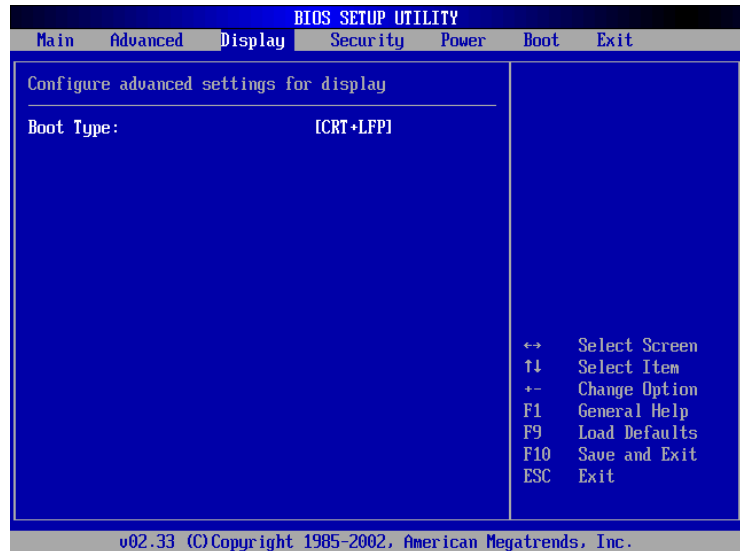 BIOS SETUP UTILITY
Main Advanced Display Security Power Boot Exit
Configure advanced settings for display
Boot Type: [CRT+LFP]
↔ Select Screen
↑↓ Select Item
+- Change Option
F1 General Help
F9 Load Defaults
F10 Save and Exit
ESC Exit
v02.33 (C)Copyright 1985-2002, American Megatrends, Inc.